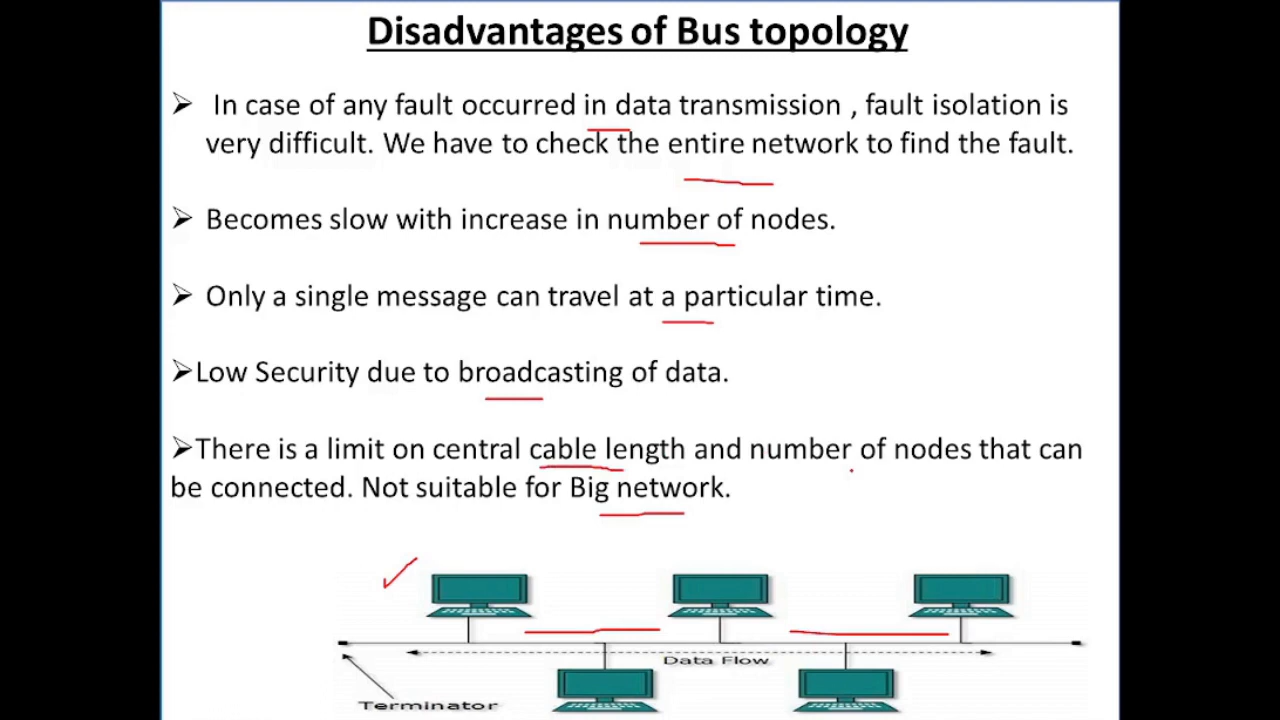 Disadvantages of Bus topology
➢ In case of any fault occurred in data transmission , fault isolation is
very difficult. We have to check the entire network to find the fault.
➢ Becomes slow with increase in number of nodes.
➢ Only a single message can travel at a particular time.
➢Low Security due to broadcasting of data.
➢There is a limit on central cable length and number of nodes that can
be connected. Not suitable for Big network.
Data Flow
Terminator